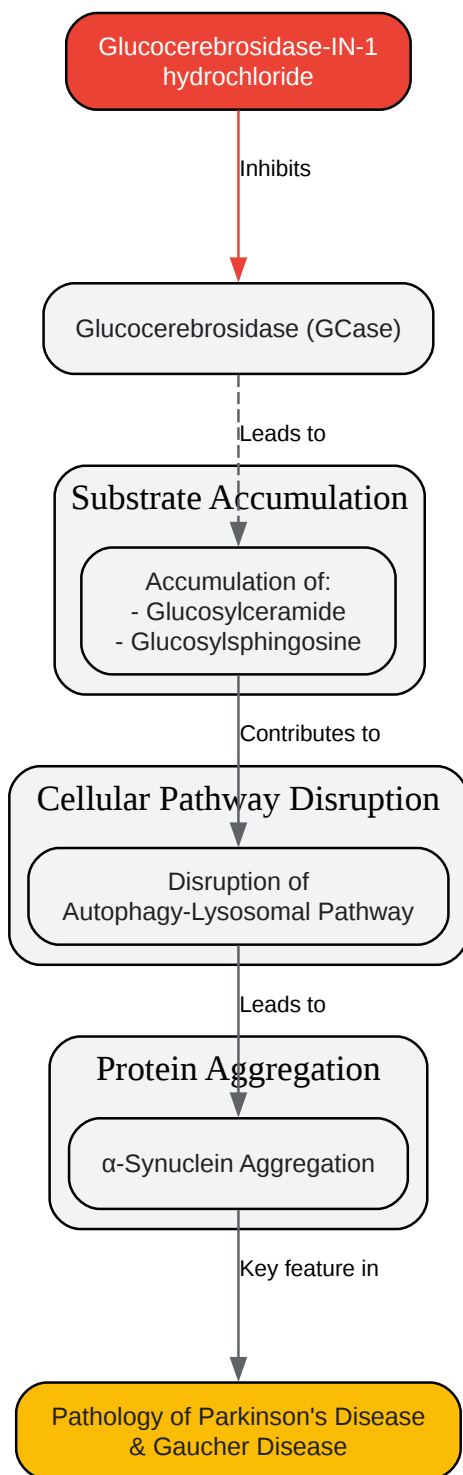 Glucocerebrosidase-IN-1
hydrochloride
Inhibits
Glucocerebrosidase (GCase)
Leads to
Substrate Accumulation
Accumulation of:
- Glucosylceramide
- Glucosylsphingosine
Contributes to
Cellular Pathway Disruption
Disruption of
Autophagy-Lysosomal Pathway
Leads to
Protein Aggregation
α-Synuclein Aggregation
Key feature in
Pathology of Parkinson's Disease
& Gaucher Disease